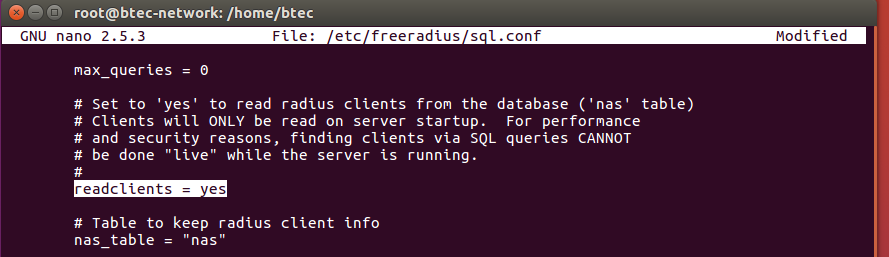 root@btec-network: /home/btec
GNU nano 2.5.3 File: /etc/freeradius/sql.conf Modified
max_queries = 0
# Set to 'yes' to read radius clients from the database ('nas' table)
# Clients will ONLY be read on server startup.  For performance
# and security reasons, finding clients via SQL queries CANNOT
# be done "live" while the server is running.
#
readclients = yes
# Table to keep radius client info
nas_table = "nas"